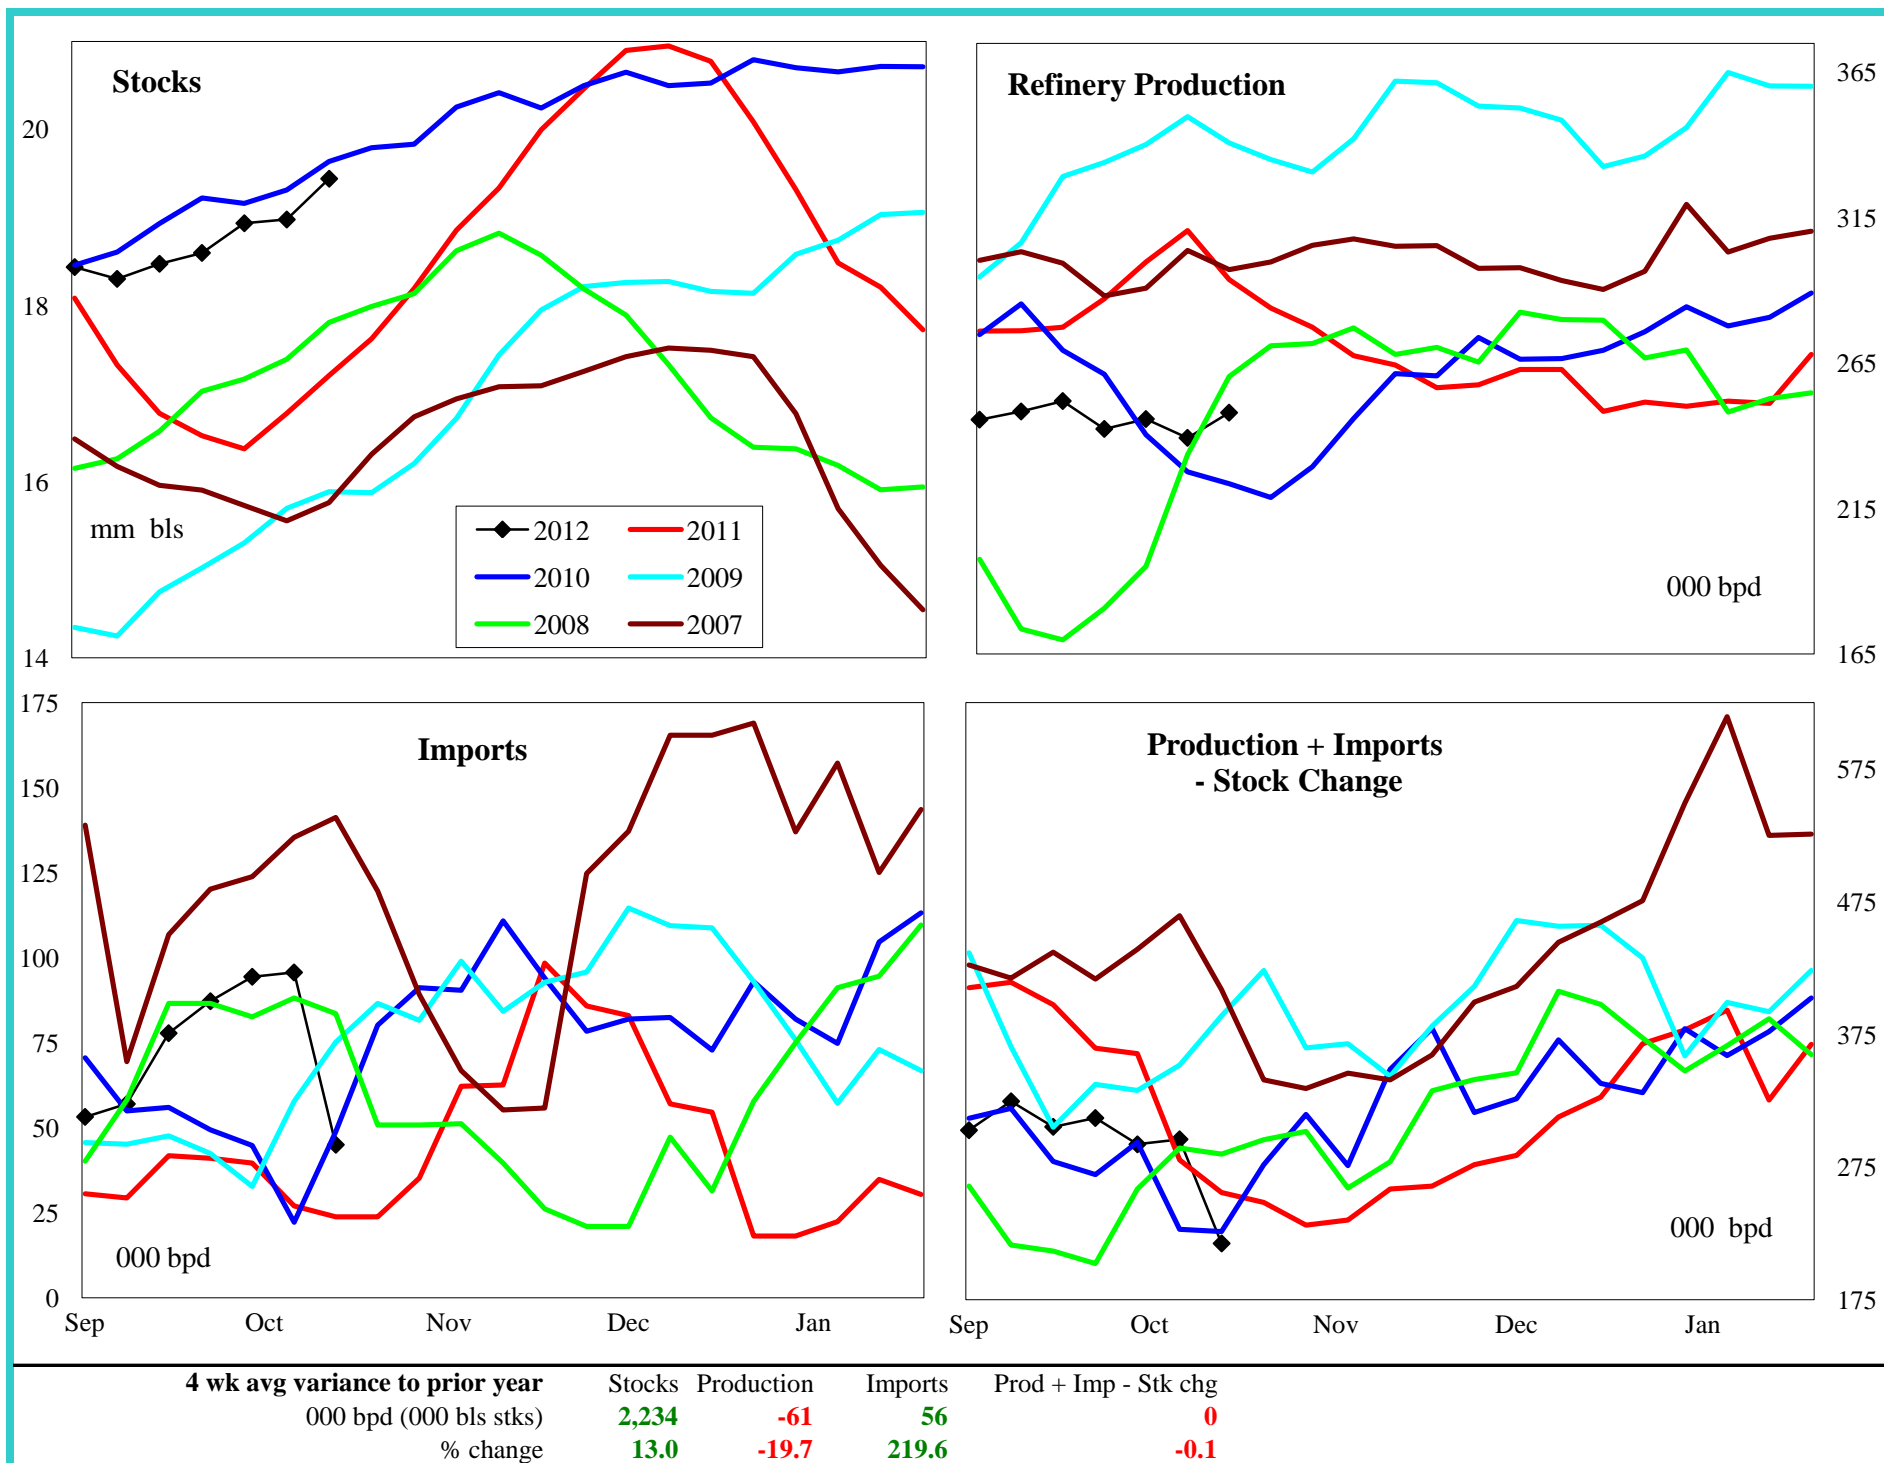 Stocks
20
18
16
14
mm bls
2012
2011
2010
2009
2008
2007
Refinery Production
365
315
265
215
165
000 bpd
Imports
175
150
125
100
75
50
25
0
000 bpd
Sep Oct Nov Dec Jan
Production + Imports
- Stock Change
575
475
375
275
175
000 bpd
Sep Oct Nov Dec Jan
4 wk avg variance to prior year Stocks Production Imports Prod + Imp - Stk chg
000 bpd (000 bls stks) 2,234 -61 56 0
% change 13.0 -19.7 219.6 -0.1